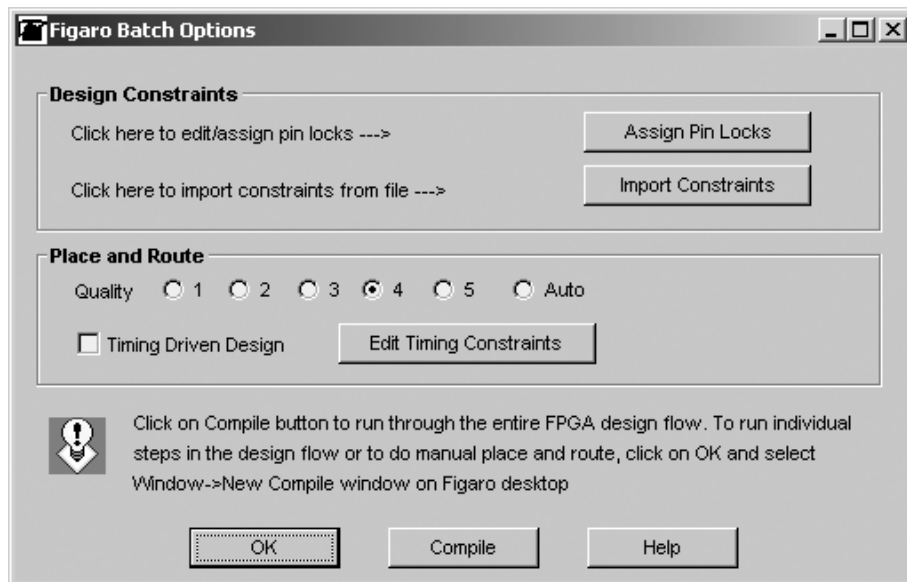 Figaro Batch Options
Design Constraints
Click here to edit/assign pin locks --->
Assign Pin Locks
Click here to import constraints from file --->
Import Constraints
Place and Route
Quality 1 2 3 4 5 Auto
Timing Driven Design
Edit Timing Constraints
Click on Compile button to run through the entire FPGA design flow. To run individual
steps in the design flow or to do manual place and route, click on OK and select
Window->New Compile window on Figaro desktop
OK
Compile
Help